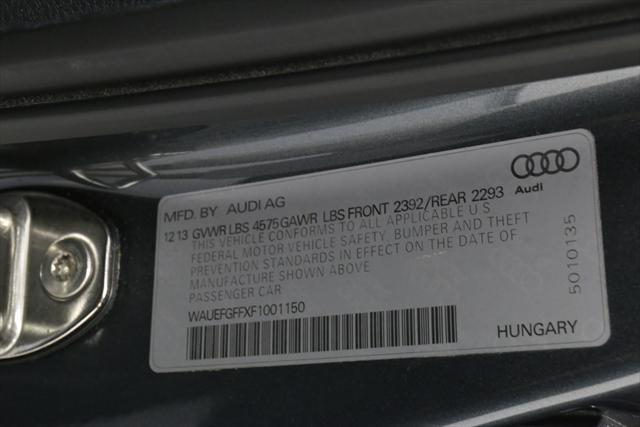 MFD. BY AUDI AG
Audi
12 13 GVWR LBS 4575 GAWR LBS FRONT 2392/REAR 2293
THIS VEHICLE CONFORMS TO ALL APPLICABLE U S
FEDERAL MOTOR VEHICLE SAFETY, BUMPER AND THEFT
PREVENTION STANDARDS IN EFFECT ON THE DATE OF
MANUFACTURE SHOWN ABOVE
PASSENGER CAR
WAUEFGFFXF1001150
HUNGARY
5010135